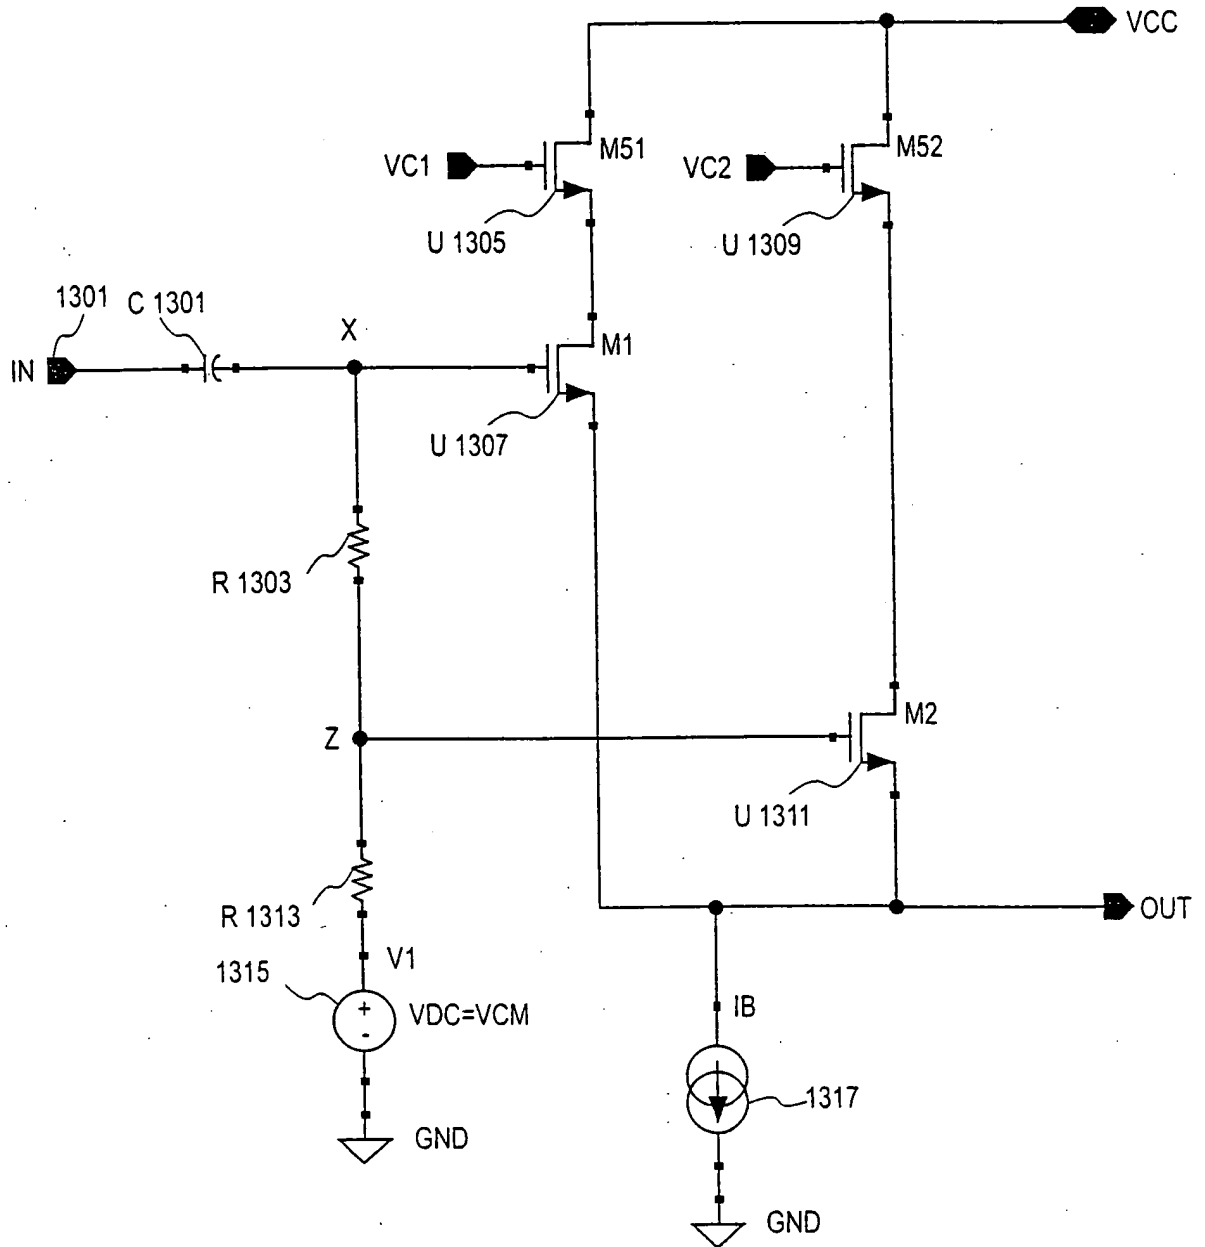 VCC
M51
M52
VC1
VC2
U 1305
U 1309
1301
C 1301
X
M1
IN
U 1307
R 1303
Z
M2
U 1311
R 1313
OUT
V1
1315
+
-
VDC=VCM
IB
1317
GND
GND